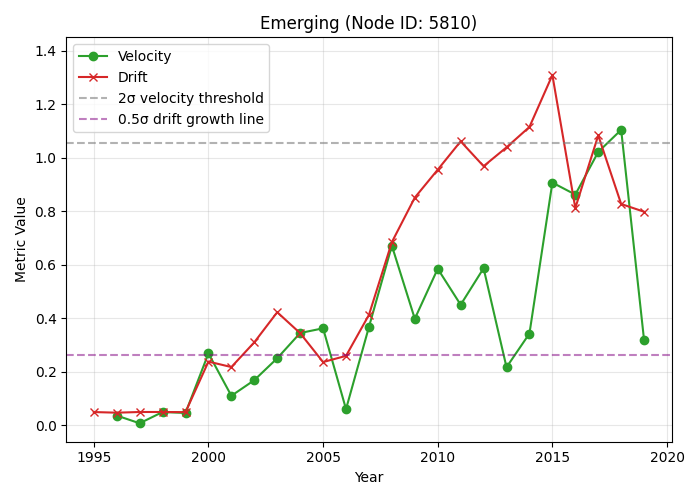 Emerging (Node ID: 5810)
Velocity
Drift
2σ velocity threshold
0.5σ drift growth line
Metric Value
1.4
1.2
1.0
0.8
0.6
0.4
0.2
0.0
1995 2000 2005 2010 2015 2020
Year